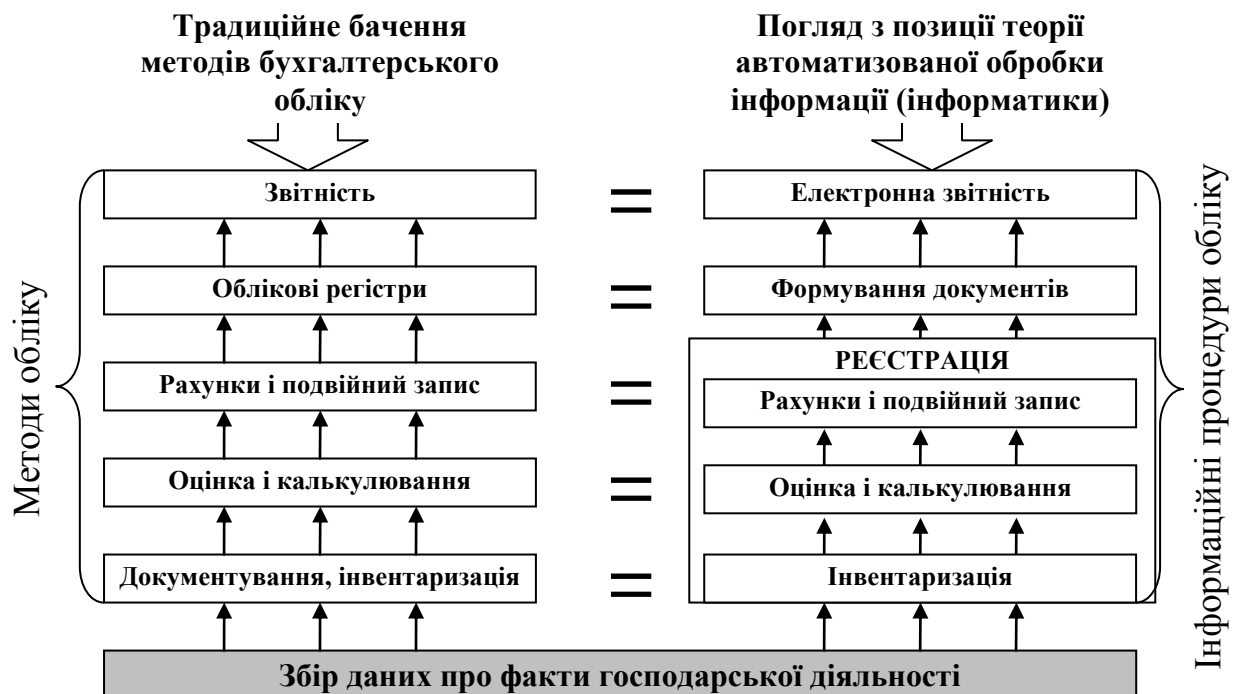 Традиційне бачення
методів бухгалтерського
обліку
Погляд з позиції теорії
автоматизованої обробки
інформації (інформатики)
Методи обліку
Звітність
=
Електронна звітність
Облікові регістри
=
Формування документів
РЕЄСТРАЦІЯ
Рахунки і подвійний запис
=
Рахунки і подвійний запис
Оцінка і калькулювання
=
Оцінка і калькулювання
Документування, інвентаризація
=
Інвентаризація
Інформаційні процедури обліку
Збір даних про факти господарської діяльності